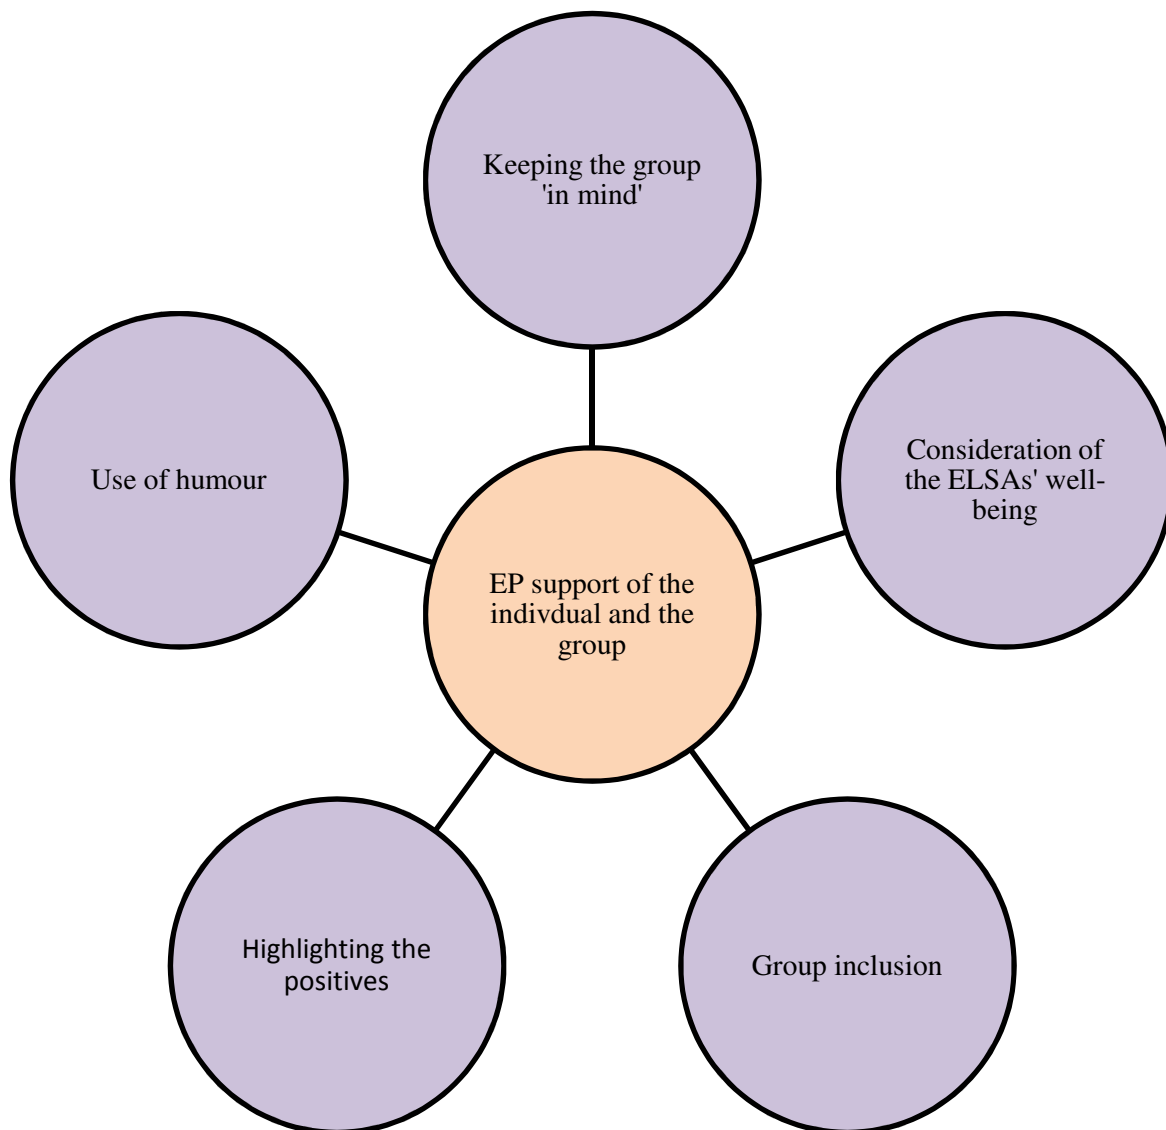 Keeping the group
'in mind'
Use of humour
Consideration of
the ELSAs' well-
being
EP support of the
indivdual and the
group
Highlighting the
positives
Group inclusion